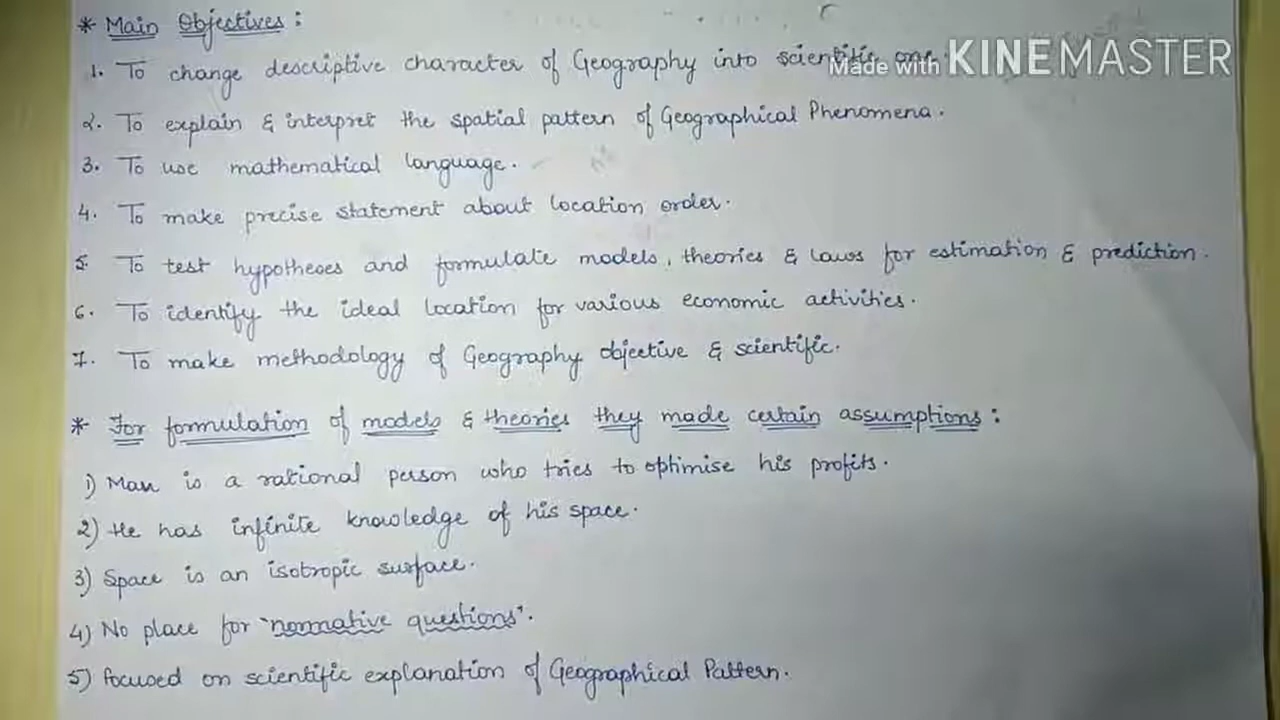 * Main Objectives :
1. To change descriptive character of Geography into scientific one.
Made with KINEMASTER
2. To explain & interpret the spatial pattern of Geographical Phenomena.
3. To use mathematical language.
4. To make precise statement about location order.
5. To test hypotheses and formulate models, theories & laws for estimation & prediction.
6. To identify the ideal location for various economic activities.
7. To make methodology of Geography objective & scientific.
* For formulation of models & theories they made certain assumptions :
1) Man is a rational person who tries to optimise his profits.
2) He has infinite knowledge of his space.
3) Space is an isotropic surface.
4) No place for 'normative questions'.
5) focused on scientific explanation of Geographical Pattern.